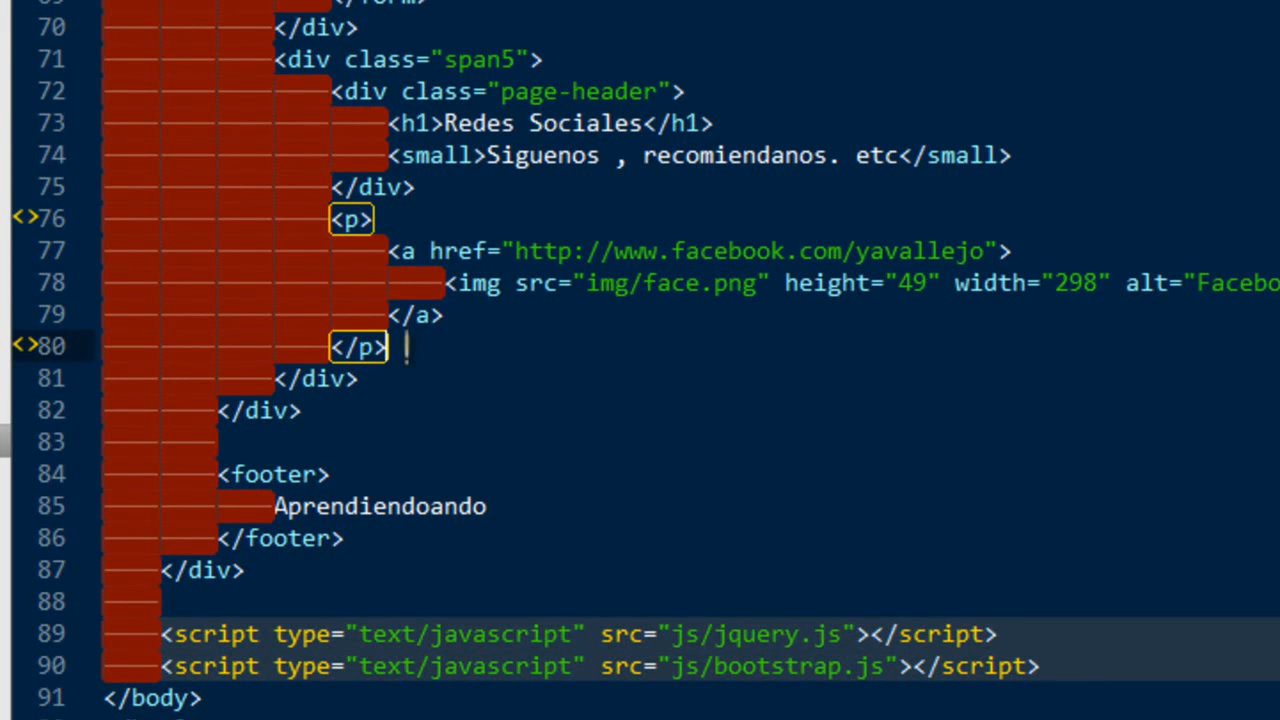 70 </div>
71 <div class="span5">
72 <div class="page-header">
73 <h1>Redes Sociales</h1>
74 <small>Siguenos , recomiendanos. etc</small>
75 </div>
<>76 <p>
77 <a href="http://www.facebook.com/yavallejo">
78 <img src="img/face.png" height="49" width="298" alt="Facebo
79 </a>
<>80 </p>
81 </div>
82 </div>
83
84 <footer>
85 Aprendiendoando
86 </footer>
87 </div>
88
89 <script type="text/javascript" src="js/jquery.js"></script>
90 <script type="text/javascript" src="js/bootstrap.js"></script>
91 </body>